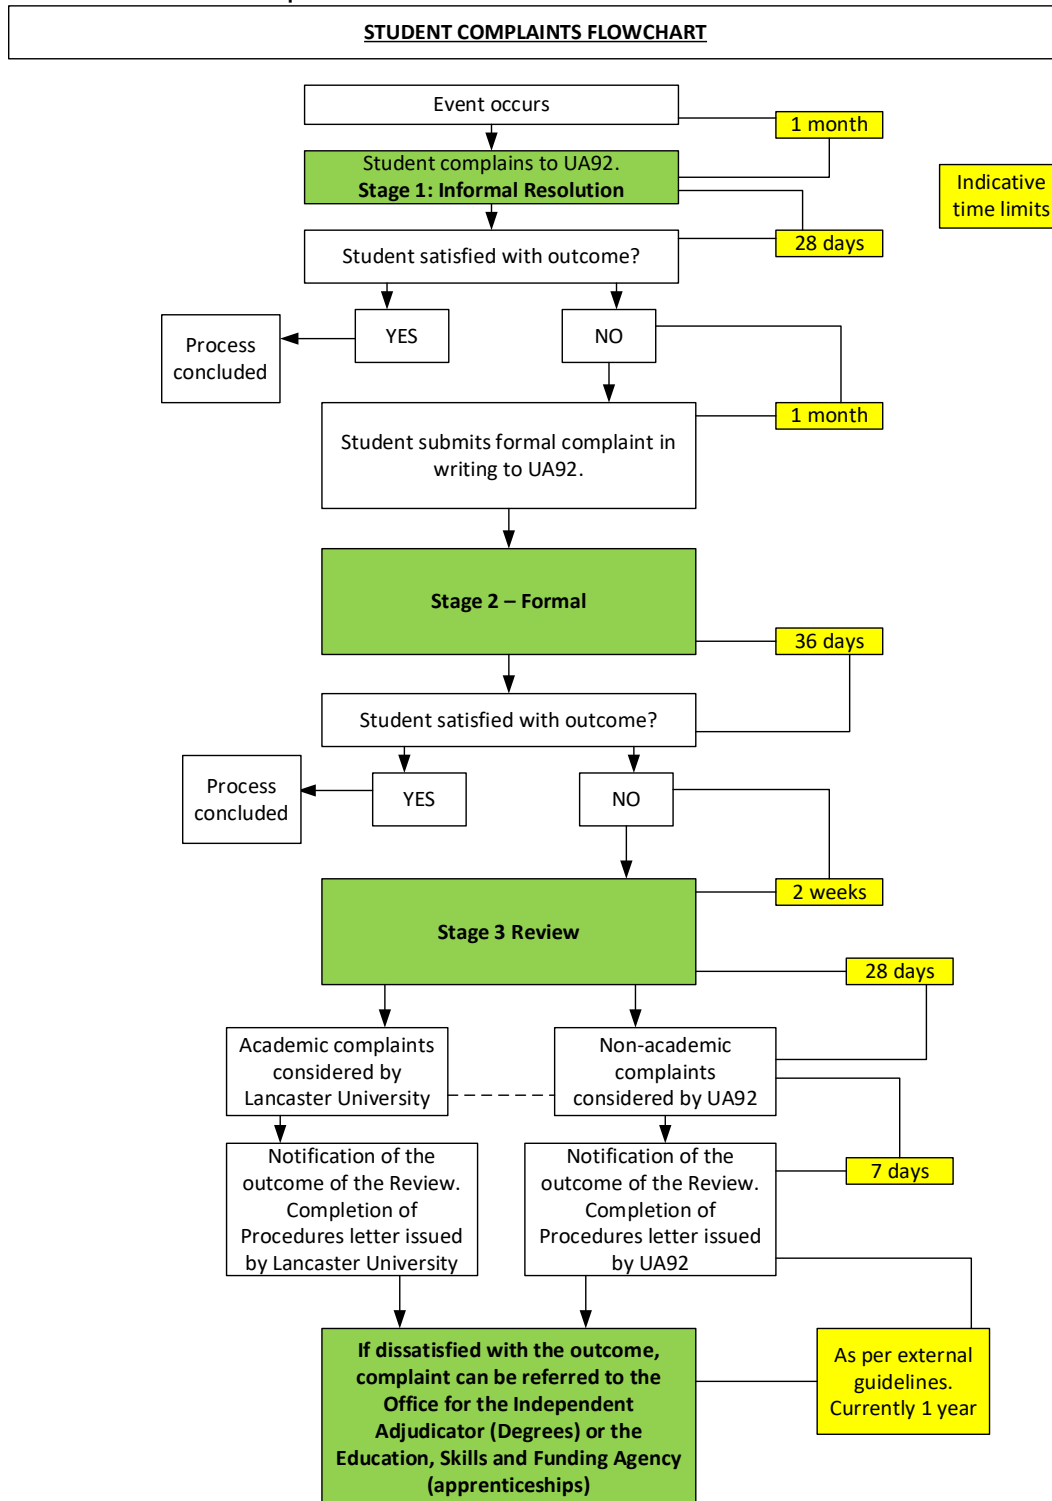 STUDENT COMPLAINTS FLOWCHART
Event occurs
1 month
Student complains to UA92.
Stage 1: Informal Resolution
Indicative
time limits
28 days
Student satisfied with outcome?
YES
NO
Process
concluded
1 month
Student submits formal complaint in
writing to UA92.
Stage 2 – Formal
36 days
Student satisfied with outcome?
Process
concluded
YES
NO
2 weeks
Stage 3 Review
28 days
Academic complaints
considered by
Lancaster University
Non-academic
complaints
considered by UA92
7 days
Notification of the
outcome of the Review.
Completion of
Procedures letter issued
by Lancaster University
Notification of the
outcome of the Review.
Completion of
Procedures letter issued
by UA92
If dissatisfied with the outcome,
complaint can be referred to the
Office for the Independent
Adjudicator (Degrees) or the
Education, Skills and Funding Agency
(apprenticeships)
As per external
guidelines.
Currently 1 year